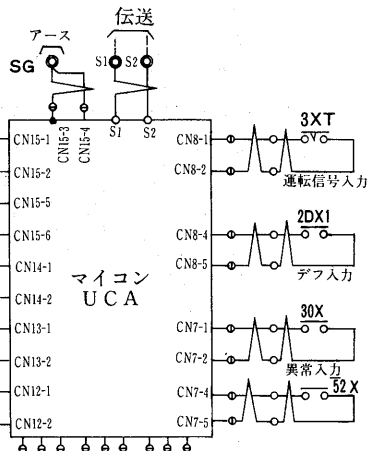 伝送
アース
SG
S1 S2
CN15-1
CN15-3
CN15-4
S1
S2
CN8-1
3XT
CN15-2
CN8-2
運転信号入力
CN15-5
CN15-6
CN8-4
2DX1
CN14-1
CN8-5
デフ入力
マイコン
UCA
CN14-2
CN13-1
CN7-1
30X
CN13-2
CN7-2
異常入力
CN12-1
CN7-4
52X
CN12-2
CN7-5